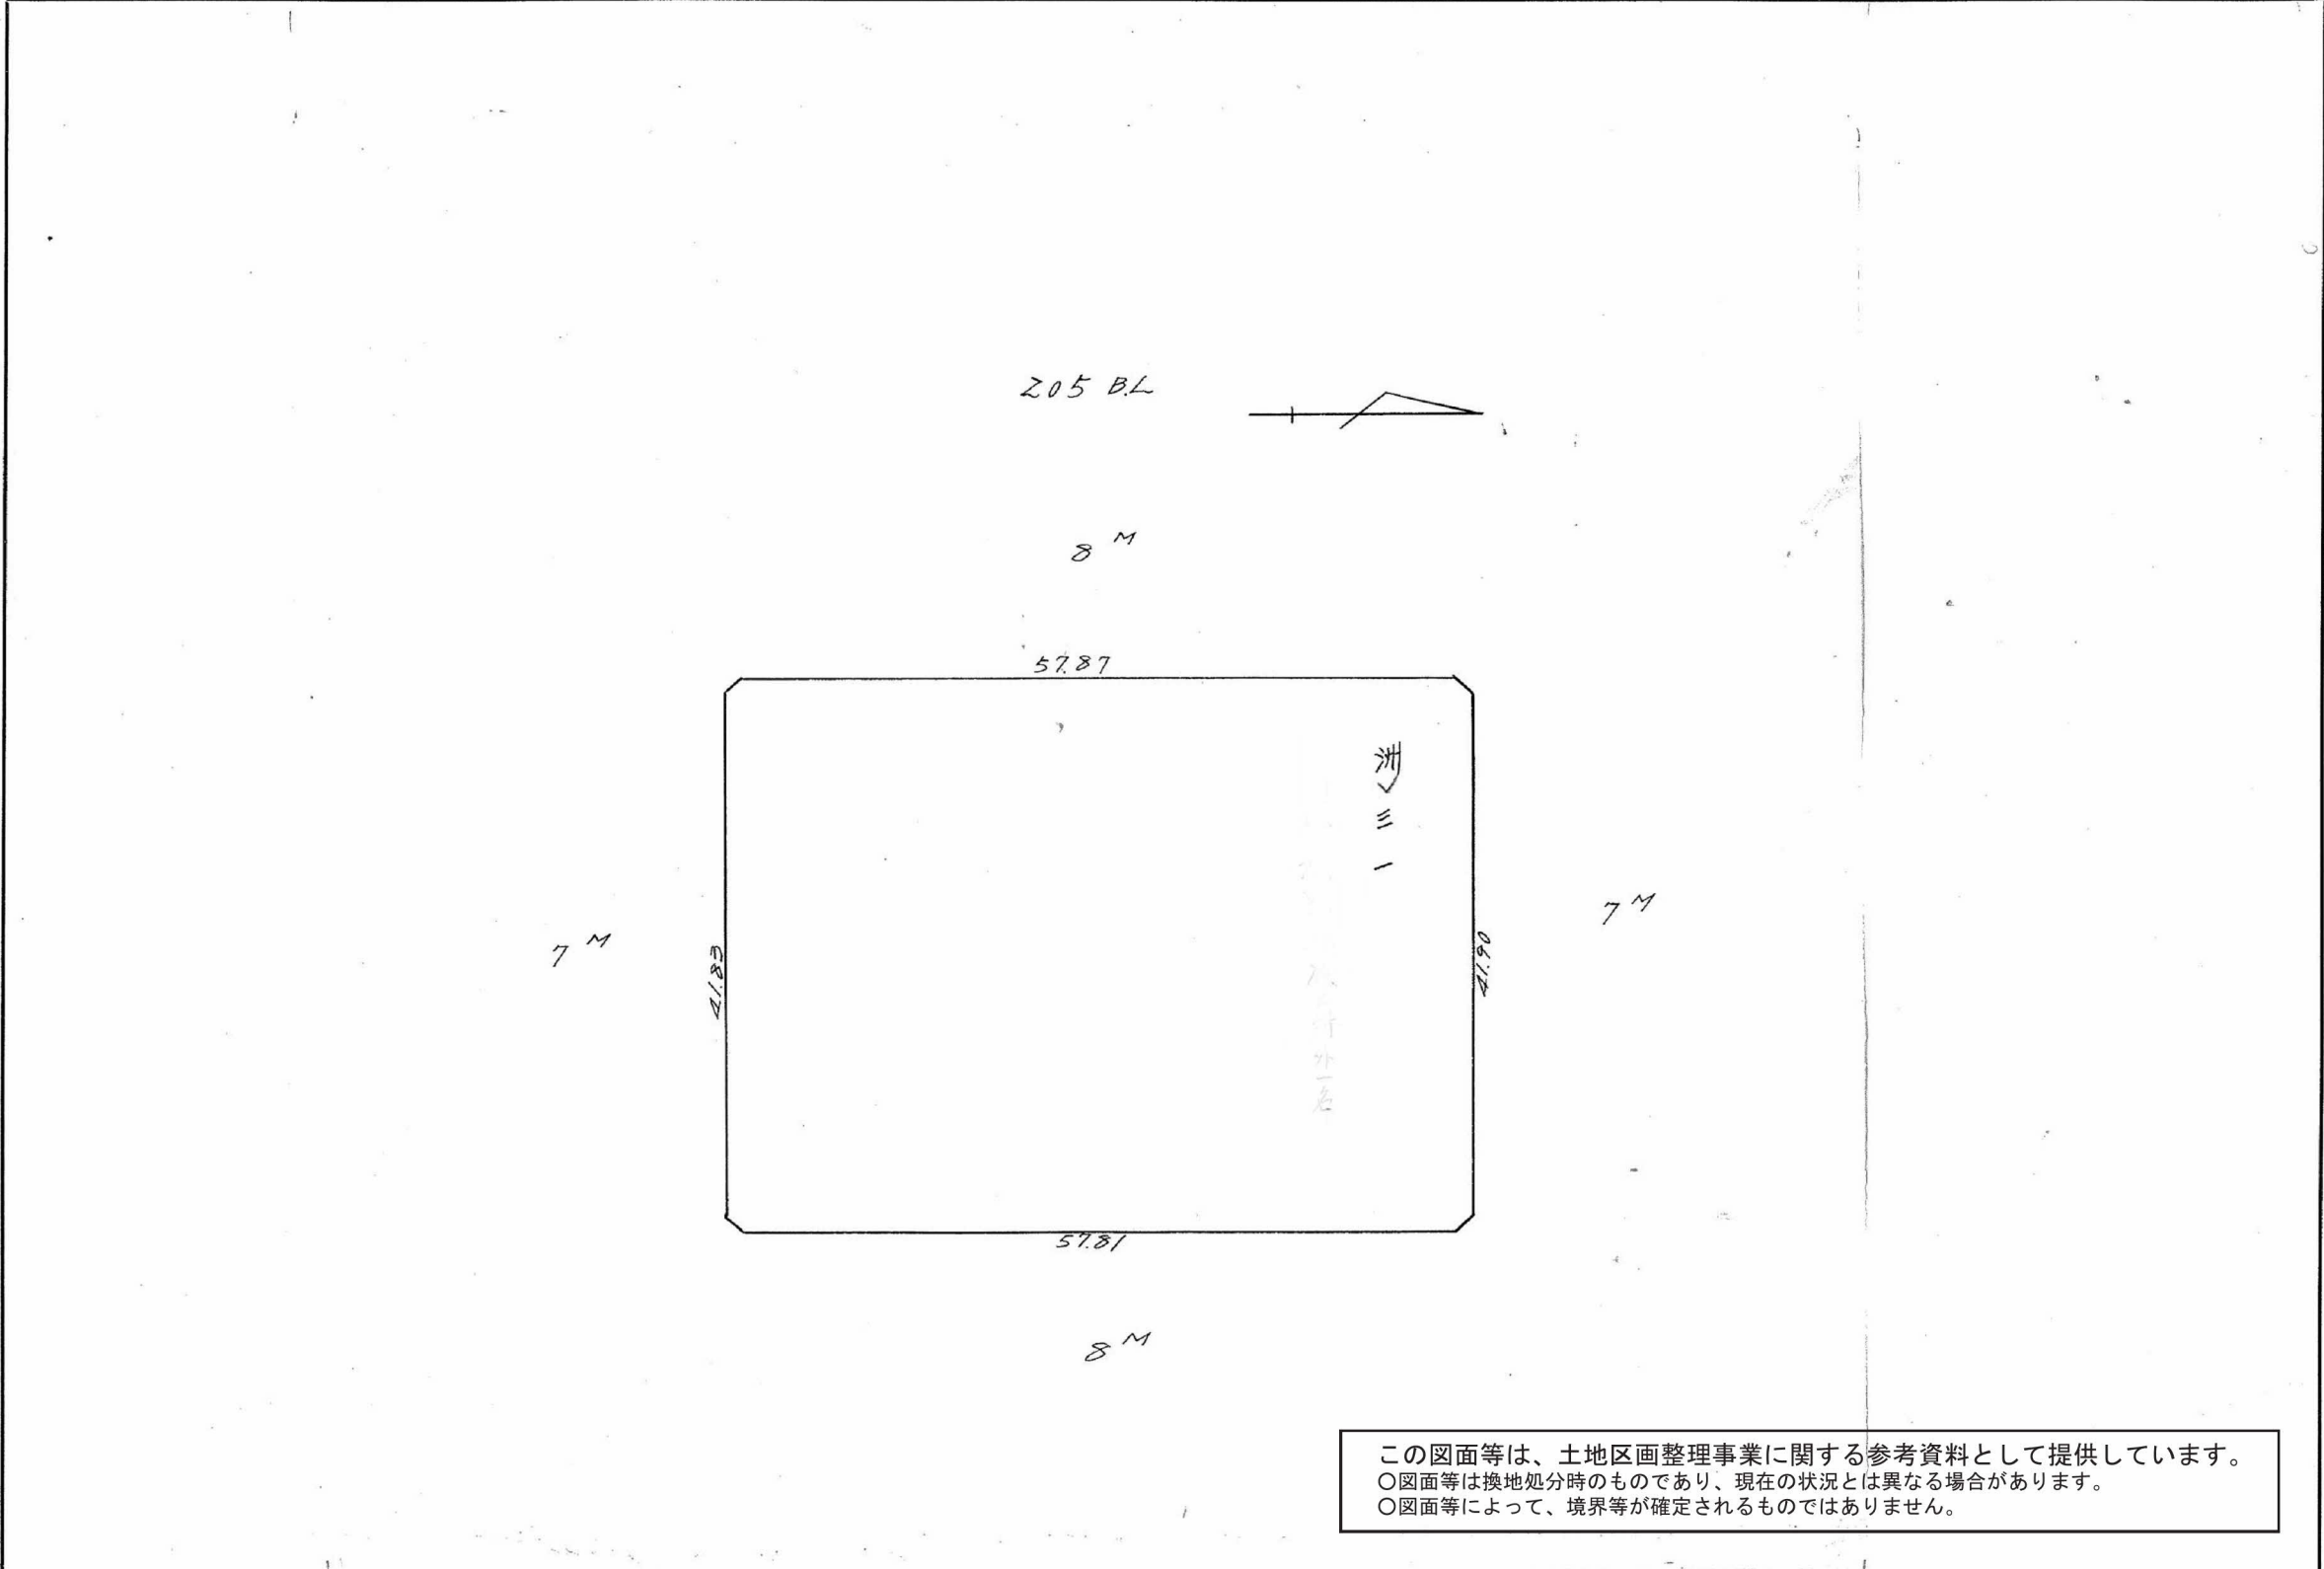 205 B.L
8 M
57.87
洲
三
一
7 M
41.83
41.90
7 M
外一名
57.81
8 M
この図面等は、土地区画整理事業に関する参考資料として提供しています。
○図面等は換地処分時のものであり、現在の状況とは異なる場合があります。
○図面等によって、境界等が確定されるものではありません。